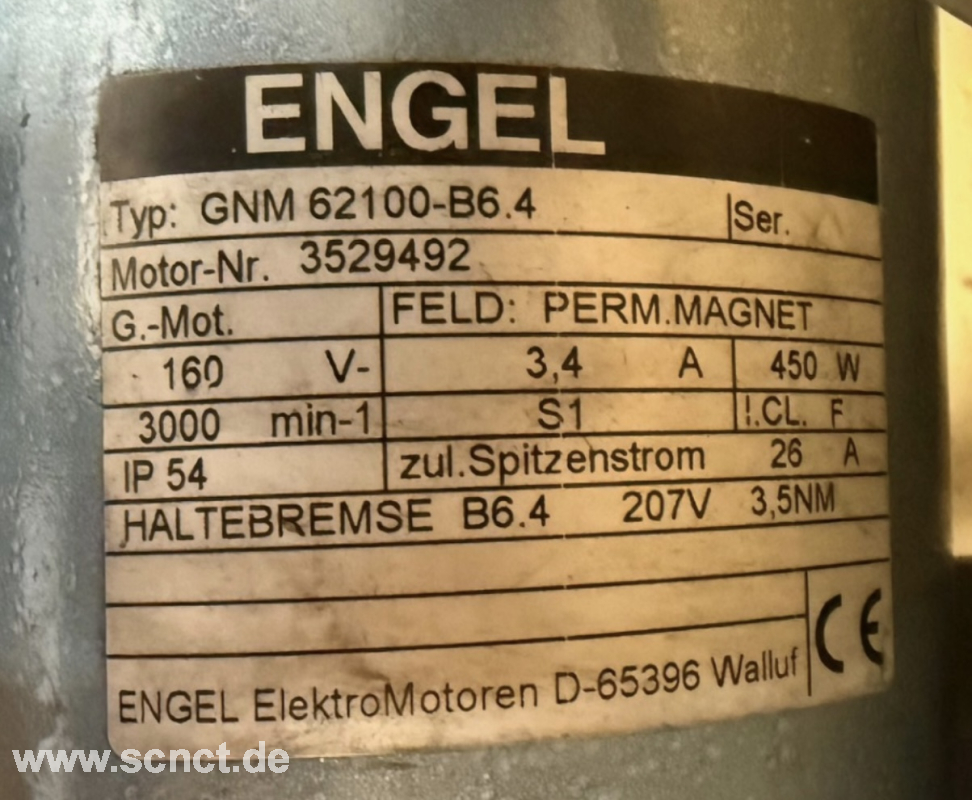 ENGEL
Typ: GNM 62100-B6.4 Ser.
Motor-Nr. 3529492
G.-Mot. FELD: PERM.MAGNET
160 V- 3,4 A 450 W
3000 min-1 S1 I.CL. F
IP 54 zul.Spitzenstrom 26 A
HALTEBREMSE B6.4 207V 3,5NM
CE
ENGEL ElektroMotoren D-65396 Walluf
www.scnct.de